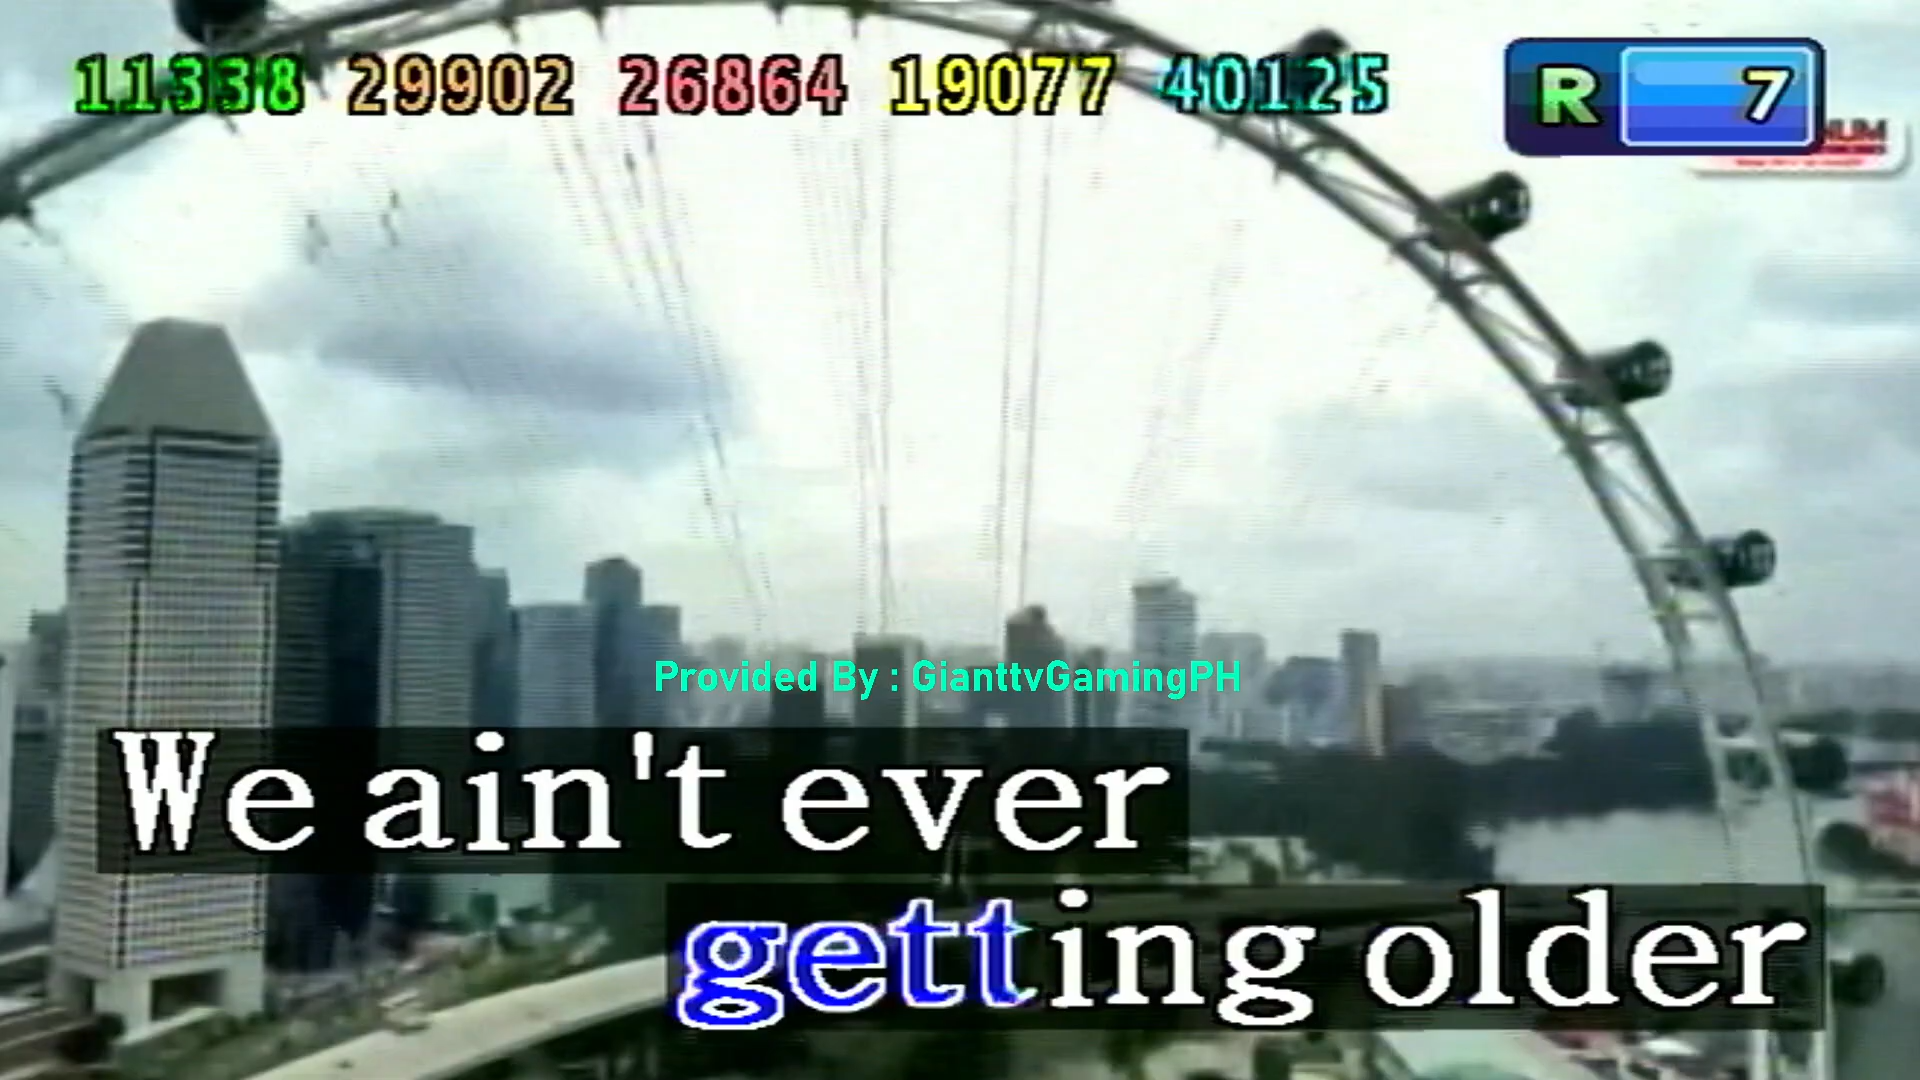 11338 29902 26864 19077 40125
R 7
Provided By : GianttvGamingPH
We ain't ever
getting older